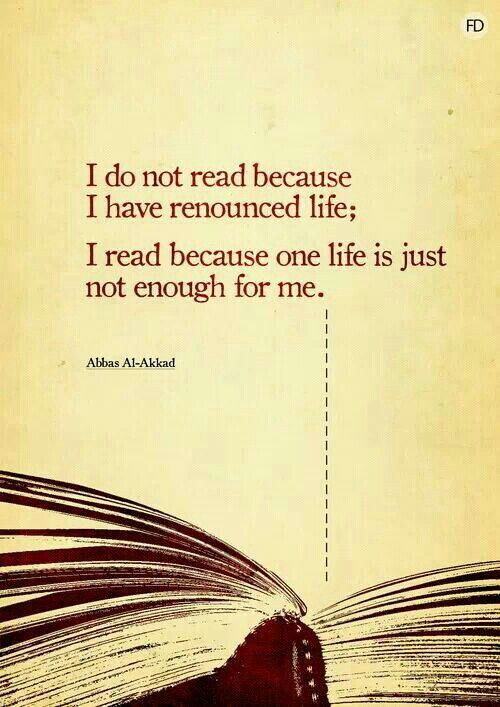 FD
I do not read because
I have renounced life;
I read because one life is just
not enough for me.
Abbas Al-Akkad